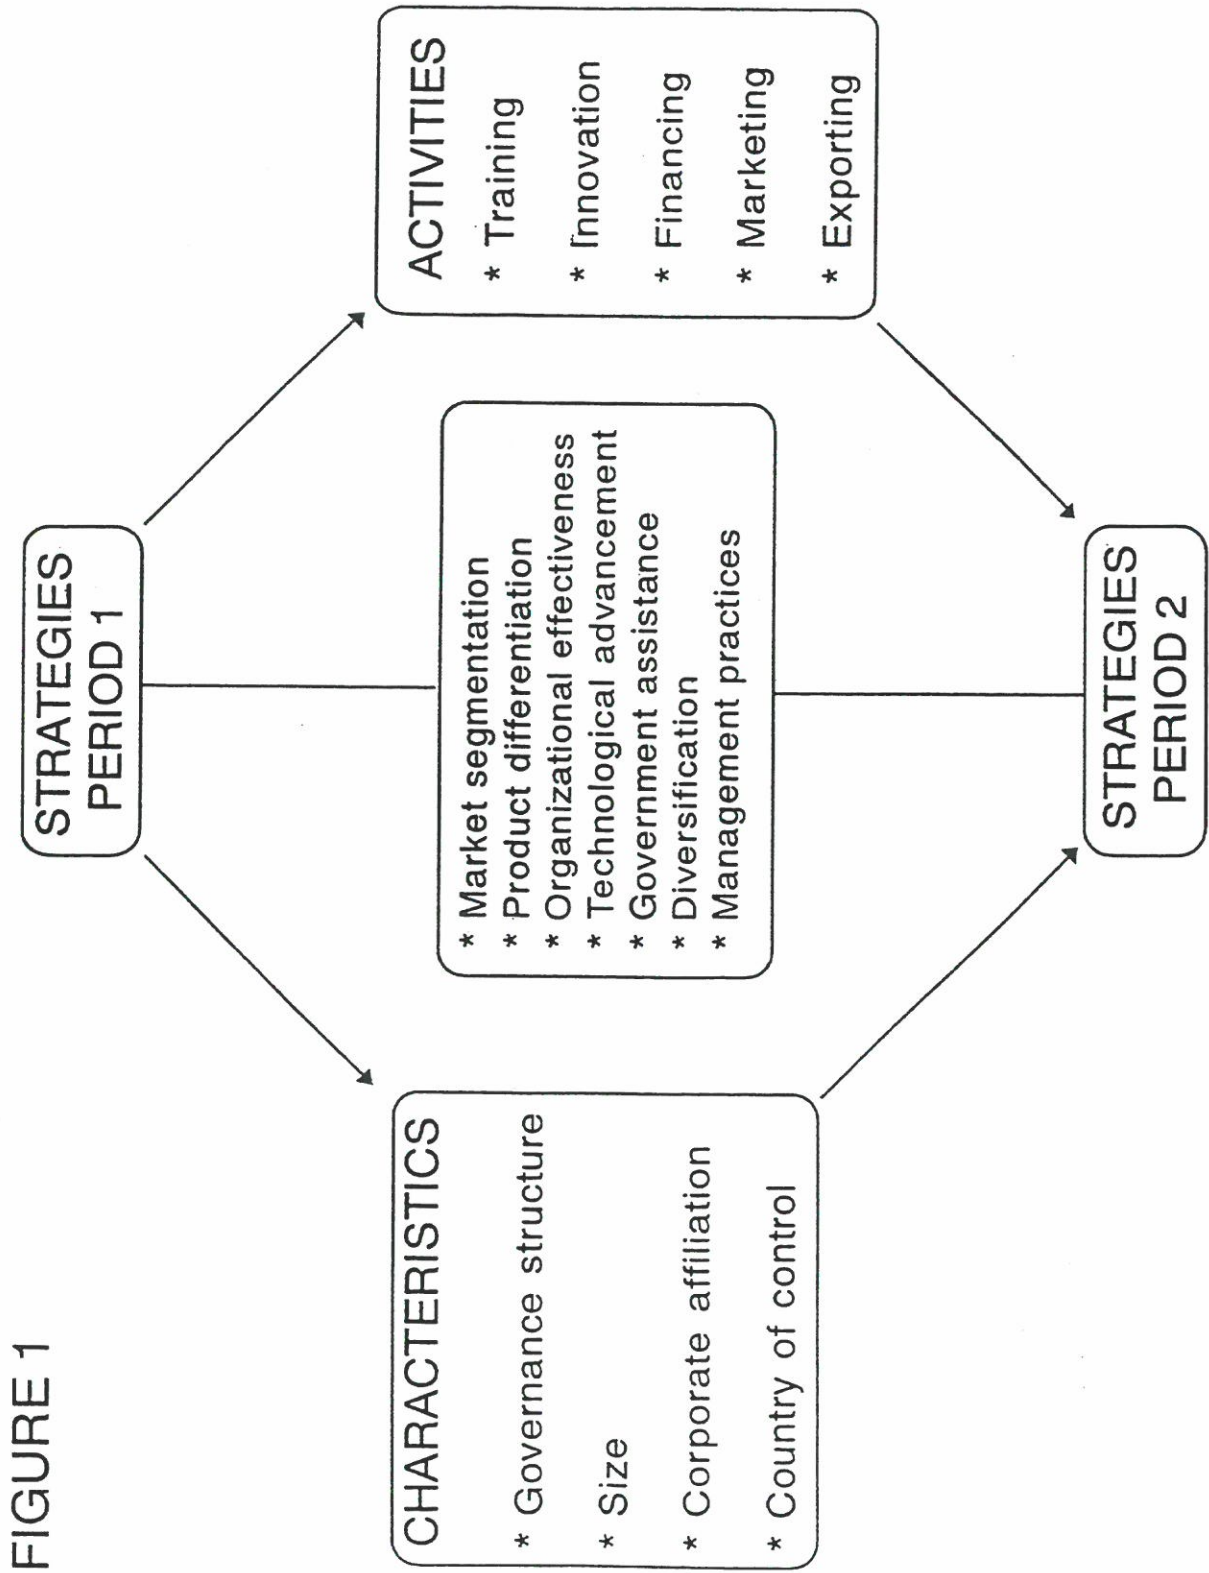 FIGURE 1
STRATEGIES
PERIOD 1
CHARACTERISTICS
* Governance structure
* Size
* Corporate affiliation
* Country of control
* Market segmentation
* Product differentiation
* Organizational effectiveness
* Technological advancement
* Government assistance
* Diversification
* Management practices
ACTIVITIES
* Training
* Innovation
* Financing
* Marketing
* Exporting
STRATEGIES
PERIOD 2